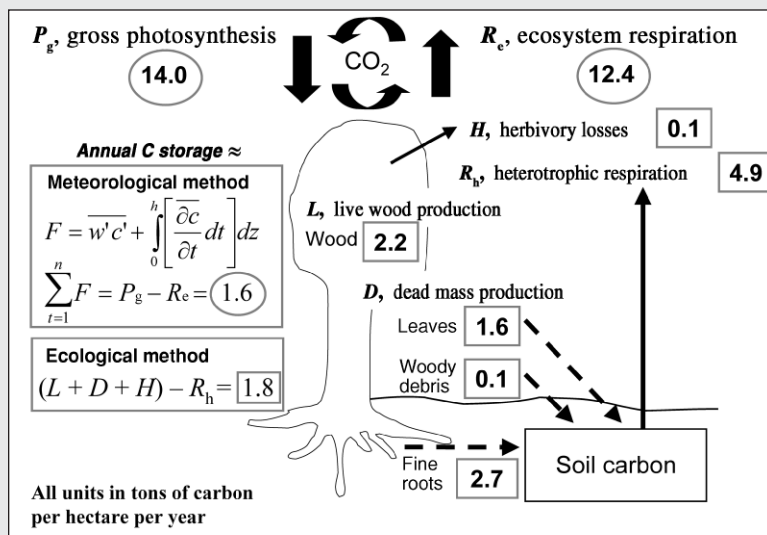 P_g, gross photosynthesis
14.0
CO₂
R_e, ecosystem respiration
12.4
H, herbivory losses
0.1
R_h, heterotrophic respiration
4.9
Annual C storage ≈
Meteorological method
F = \overline{w'c'} + \int_0^h [ \frac{\overline{∂c}}{∂t} dt ] dz
\sum_{t=1}^n F = P_g − R_e = 1.6
Ecological method
(L + D + H) − R_h = 1.8
L, live wood production
Wood 2.2
D, dead mass production
Leaves 1.6
Woody
debris 0.1
Fine
roots 2.7
Soil carbon
All units in tons of carbon
per hectare per year